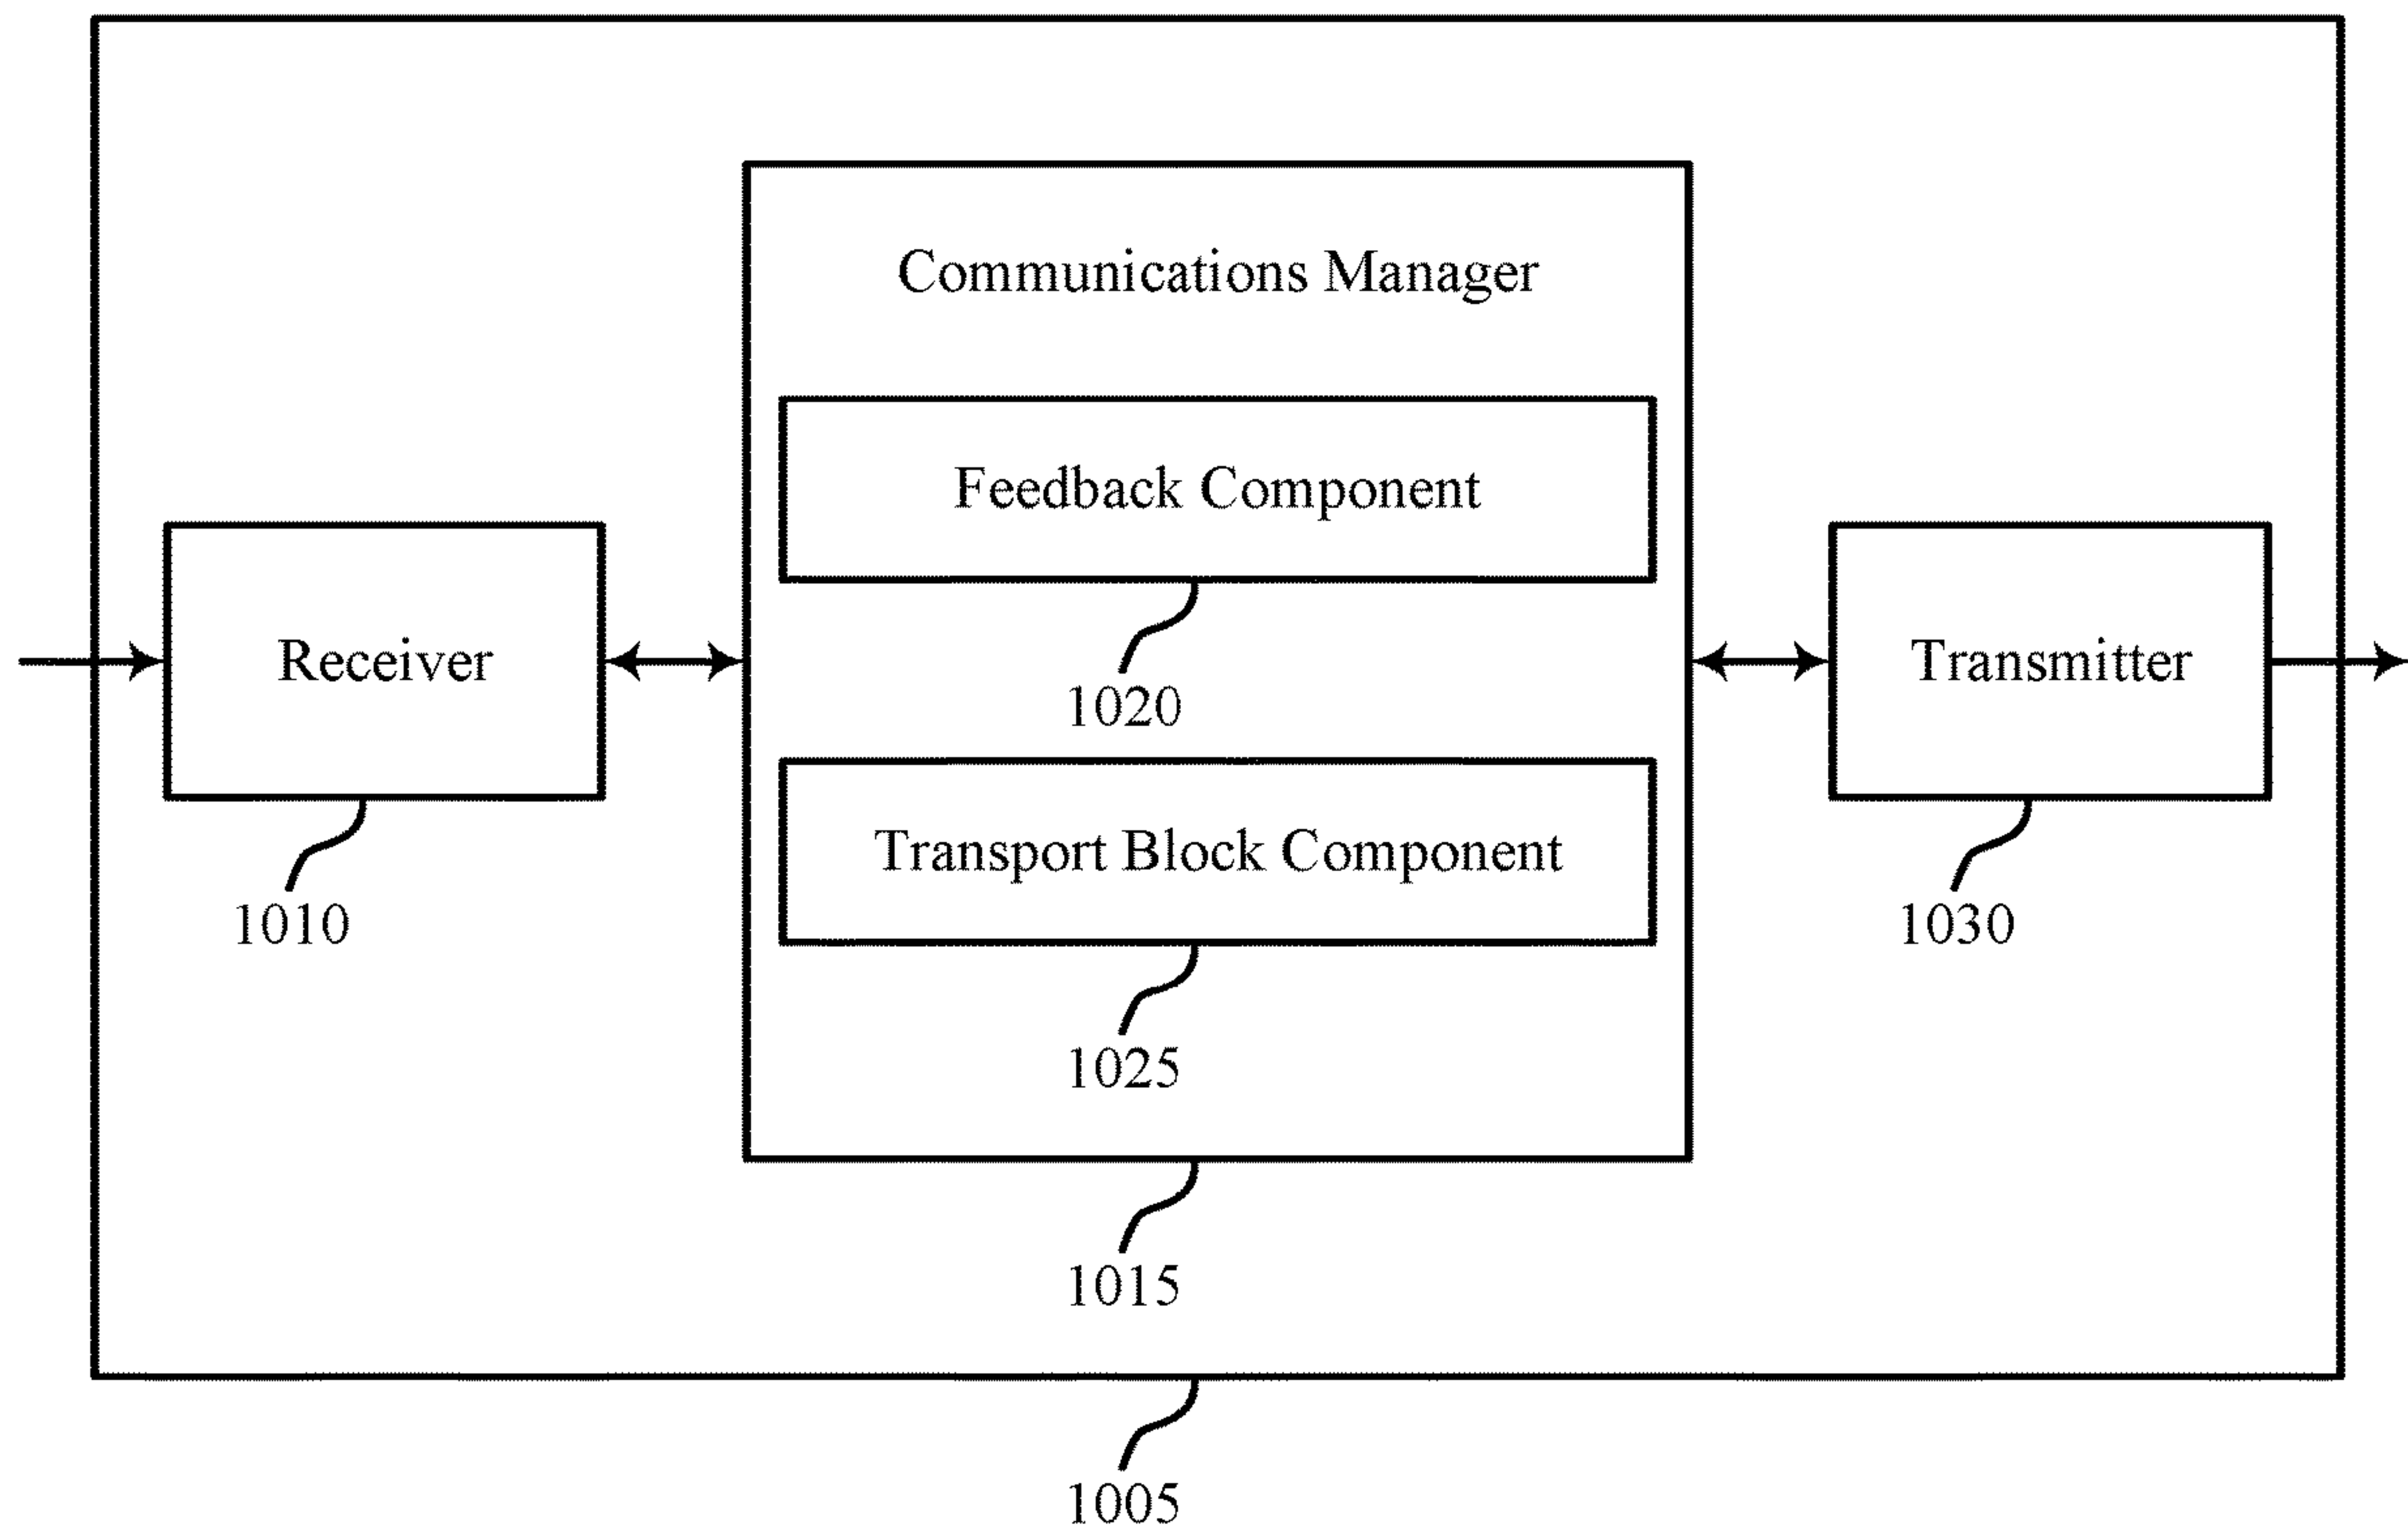 Communications Manager
Feedback Component
1020
Receiver
1010
Transport Block Component
1025
Transmitter
1030
1015
1005